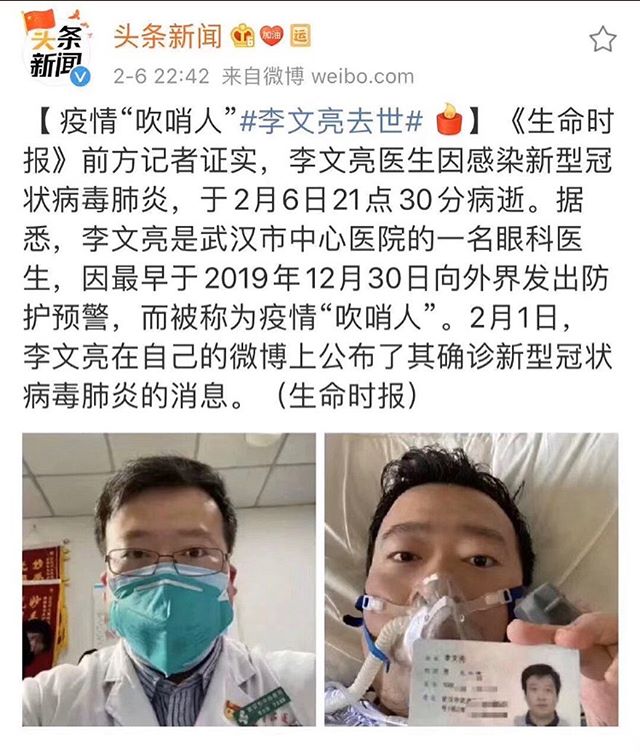 头条新闻
头条新闻 加油 运
2-6 22:42 来自微博 weibo.com
【 疫情“吹哨人”#李文亮去世# 】《生命时
报》前方记者证实，李文亮医生因感染新型冠
状病毒肺炎，于2月6日21点30分病逝。据
悉，李文亮是武汉市中心医院的一名眼科医
生，因最早于2019年12月30日向外界发出防
护预警，而被称为疫情“吹哨人”。2月1日，
李文亮在自己的微博上公布了其确诊新型冠状
病毒肺炎的消息。（生命时报）
李文亮